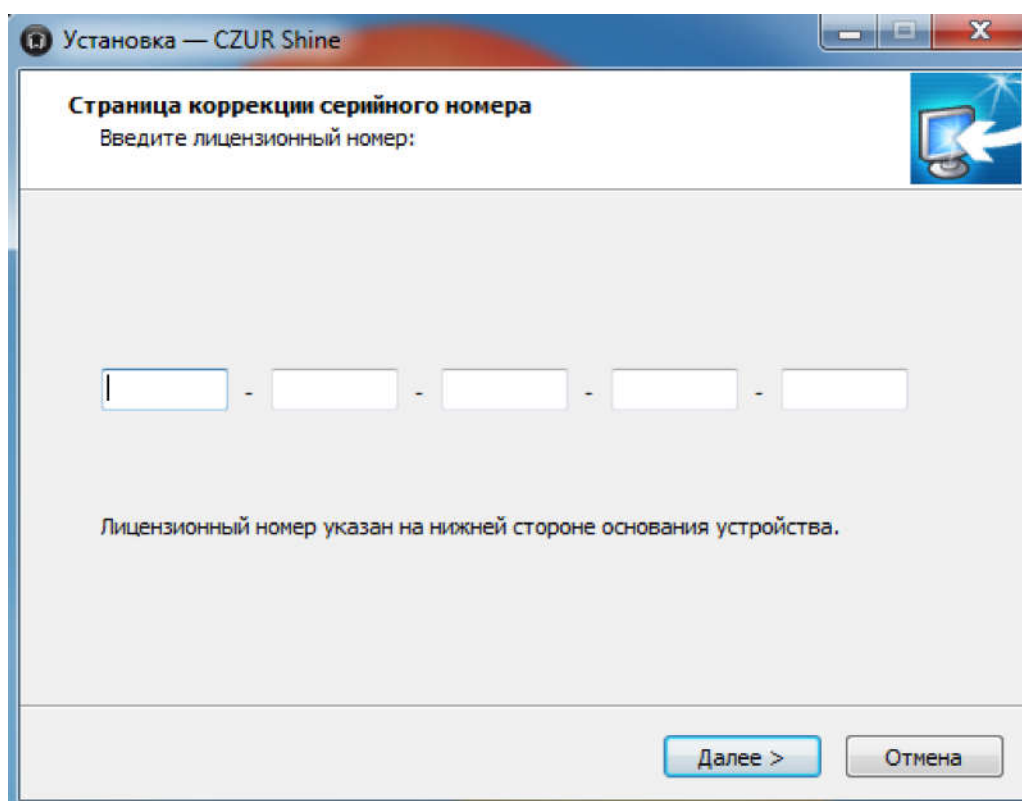 Установка — CZUR Shine
Страница коррекции серийного номера
Введите лицензионный номер:
- - - -
Лицензионный номер указан на нижней стороне основания устройства.
Далее > Отмена